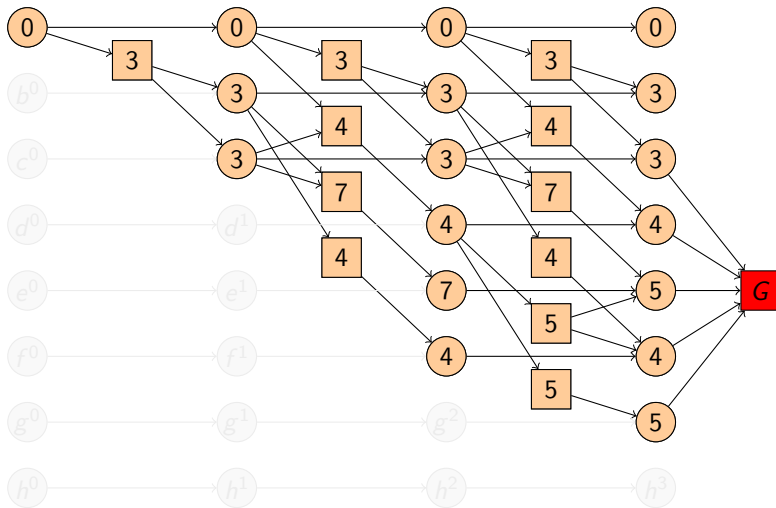 0 0 0 0
3 3 3
b⁰ 3 3 3
4 4
c⁰ 3 3 3
7 7
d⁰ d¹ 4 4
4 4
e⁰ e¹ 7 5 G
5
f⁰ f¹ 4 4
5
g⁰ g¹ g² 5
h⁰ h¹ h² h³